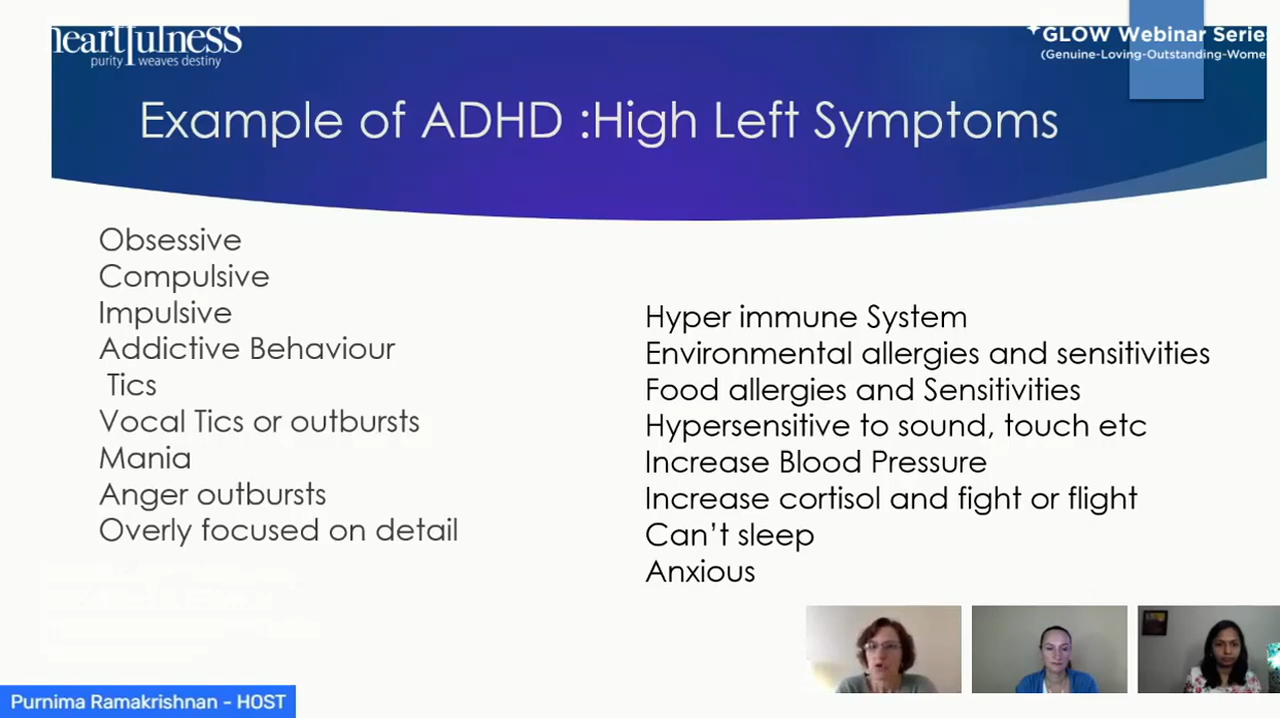 heartfulness
purity weaves destiny
GLOW Webinar Series
(Genuine-Loving-Outstanding-Wome
Example of ADHD :High Left Symptoms
Obsessive
Compulsive
Impulsive
Addictive Behaviour
Tics
Vocal Tics or outbursts
Mania
Anger outbursts
Overly focused on detail
Hyper immune System
Environmental allergies and sensitivities
Food allergies and Sensitivities
Hypersensitive to sound, touch etc
Increase Blood Pressure
Increase cortisol and fight or flight
Can't sleep
Anxious
Purnima Ramakrishnan - HOST